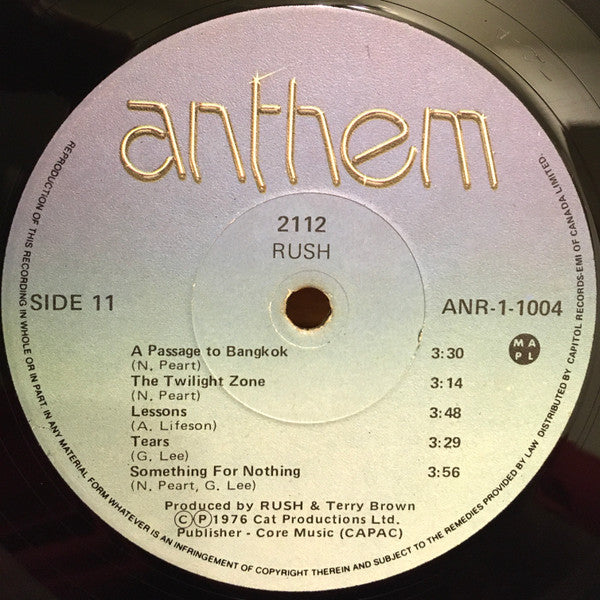 anthem
2112
RUSH
SIDE 11
ANR-1-1004
A Passage to Bangkok 3:30
(N. Peart)
The Twilight Zone 3:14
(N. Peart)
Lessons 3:48
(A. Lifeson)
Tears 3:29
(G. Lee)
Something For Nothing 3:56
(N. Peart, G. Lee)
M A
P L
Produced by RUSH & Terry Brown
©℗1976 Cat Productions Ltd.
Publisher - Core Music (CAPAC)
REPRODUCTION OF THIS RECORDING IN WHOLE OR IN PART, IN ANY MATERIAL FORM WHATEVER IS AN INFRINGEMENT OF COPYRIGHT THEREIN AND SUBJECT TO THE REMEDIES PROVIDED BY LAW DISTRIBUTED BY CAPITOL RECORDS-EMI OF CANADA LIMITED.